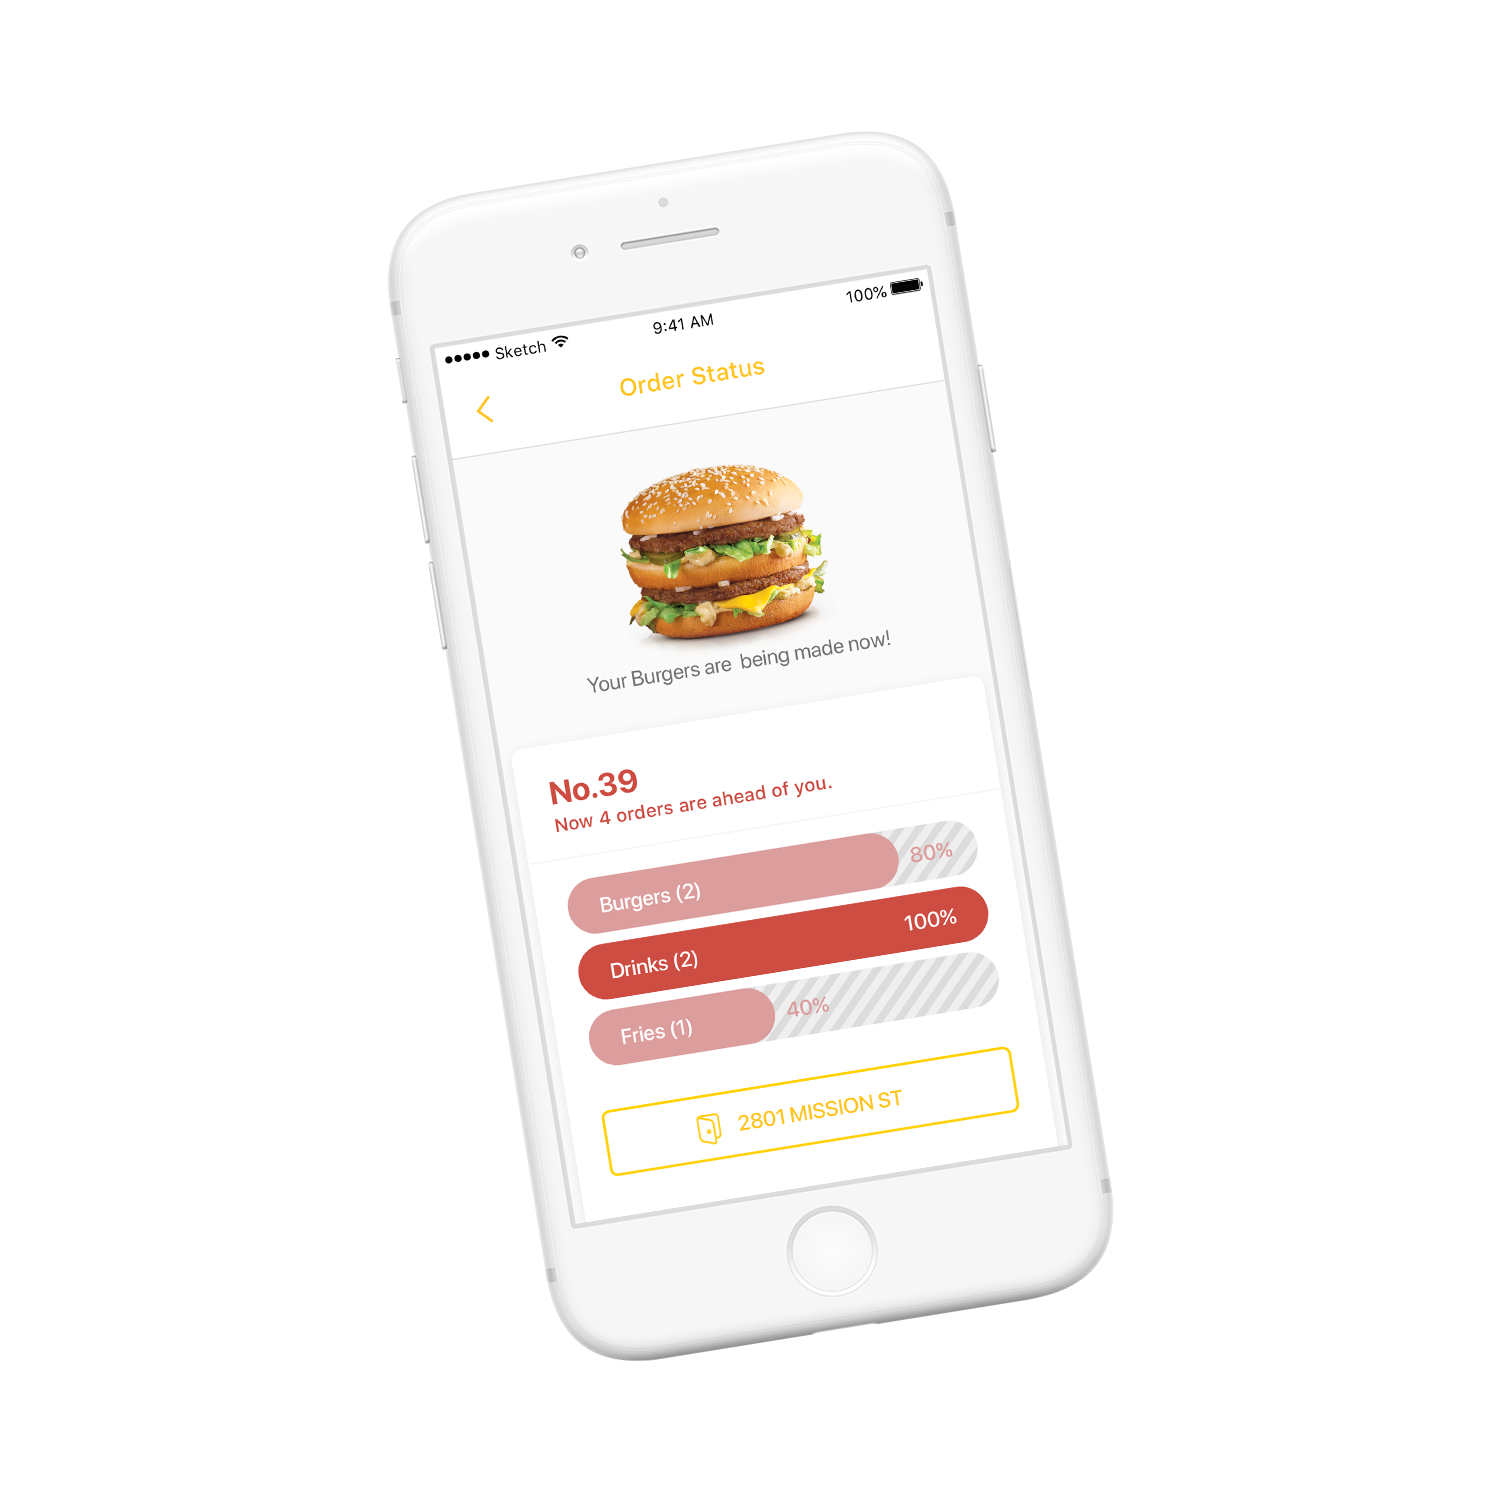 ●●●●● Sketch 9:41 AM 100%
Order Status
Your Burgers are being made now!
No.39
Now 4 orders are ahead of you.
Burgers (2) 80%
Drinks (2) 100%
Fries (1) 40%
2801 MISSION ST